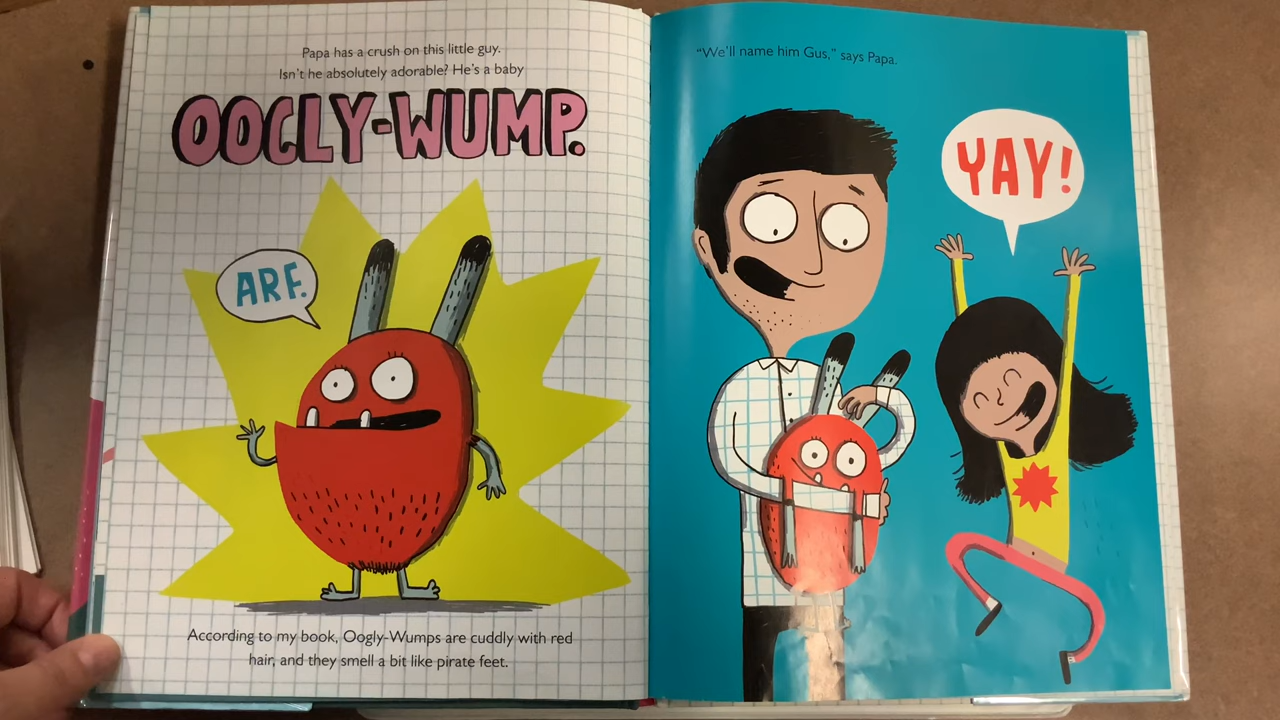 Papa has a crush on this little guy.
Isn't he absolutely adorable? He's a baby
OOGLY-WUMP.
ARF.
According to my book, Oogly-Wumps are cuddly with red
hair, and they smell a bit like pirate feet.
"We'll name him Gus," says Papa.
YAY!